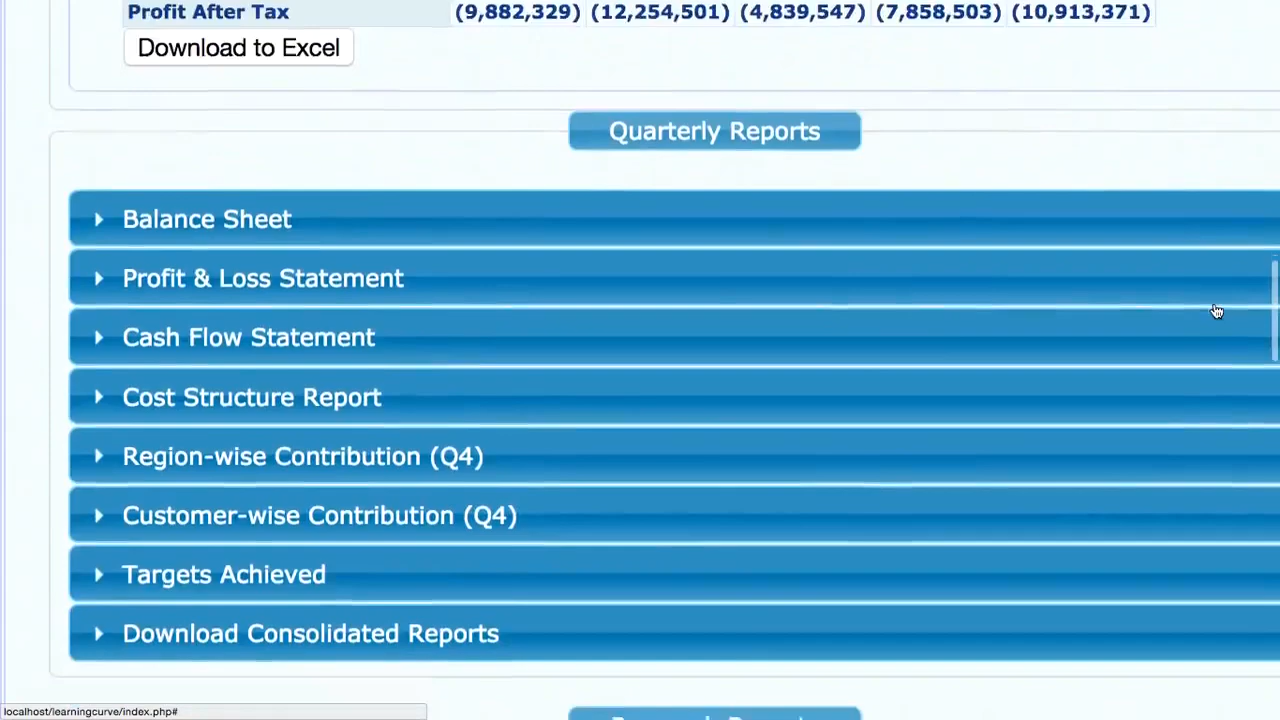 Profit After Tax (9,882,329) (12,254,501) (4,839,547) (7,858,503) (10,913,371)
Download to Excel
Quarterly Reports
Balance Sheet
Profit & Loss Statement
Cash Flow Statement
Cost Structure Report
Region-wise Contribution (Q4)
Customer-wise Contribution (Q4)
Targets Achieved
Download Consolidated Reports
localhost/learningcurve/index.php#